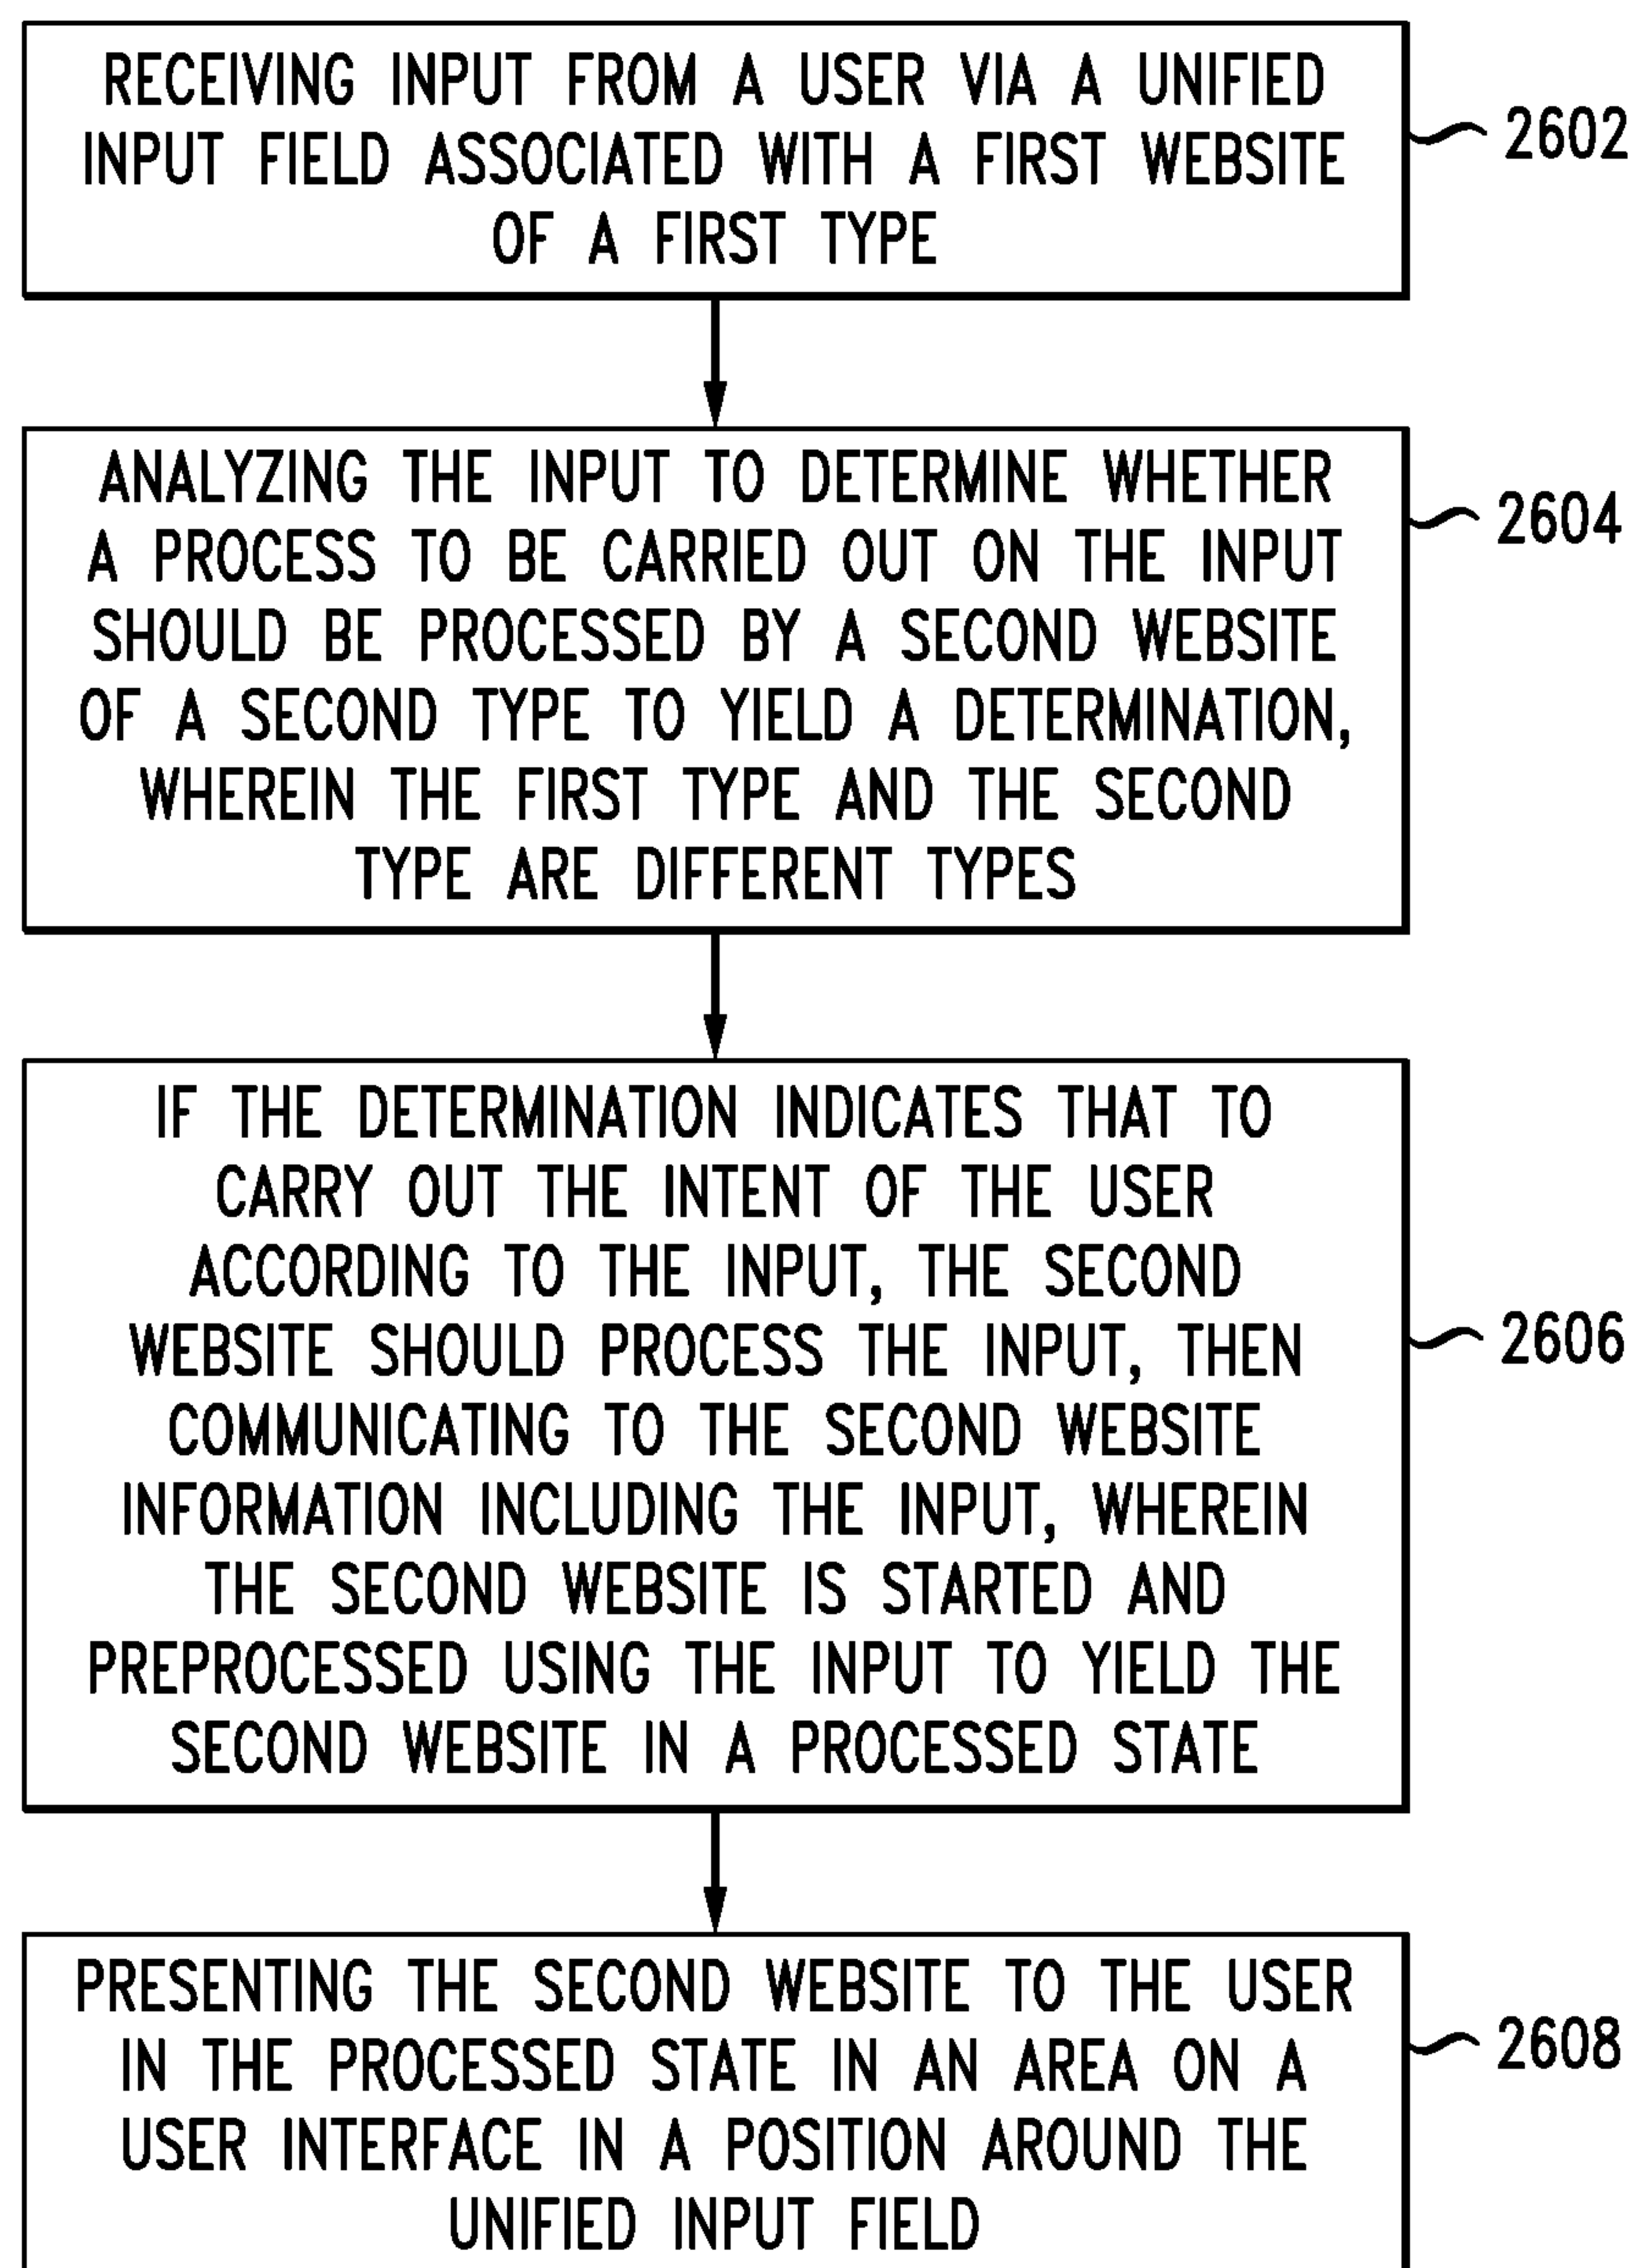 RECEIVING INPUT FROM A USER VIA A UNIFIED
INPUT FIELD ASSOCIATED WITH A FIRST WEBSITE
OF A FIRST TYPE
2602
ANALYZING THE INPUT TO DETERMINE WHETHER
A PROCESS TO BE CARRIED OUT ON THE INPUT
SHOULD BE PROCESSED BY A SECOND WEBSITE
OF A SECOND TYPE TO YIELD A DETERMINATION,
WHEREIN THE FIRST TYPE AND THE SECOND
TYPE ARE DIFFERENT TYPES
2604
IF THE DETERMINATION INDICATES THAT TO
CARRY OUT THE INTENT OF THE USER
ACCORDING TO THE INPUT, THE SECOND
WEBSITE SHOULD PROCESS THE INPUT, THEN
COMMUNICATING TO THE SECOND WEBSITE
INFORMATION INCLUDING THE INPUT, WHEREIN
THE SECOND WEBSITE IS STARTED AND
PREPROCESSED USING THE INPUT TO YIELD THE
SECOND WEBSITE IN A PROCESSED STATE
2606
PRESENTING THE SECOND WEBSITE TO THE USER
IN THE PROCESSED STATE IN AN AREA ON A
USER INTERFACE IN A POSITION AROUND THE
UNIFIED INPUT FIELD
2608